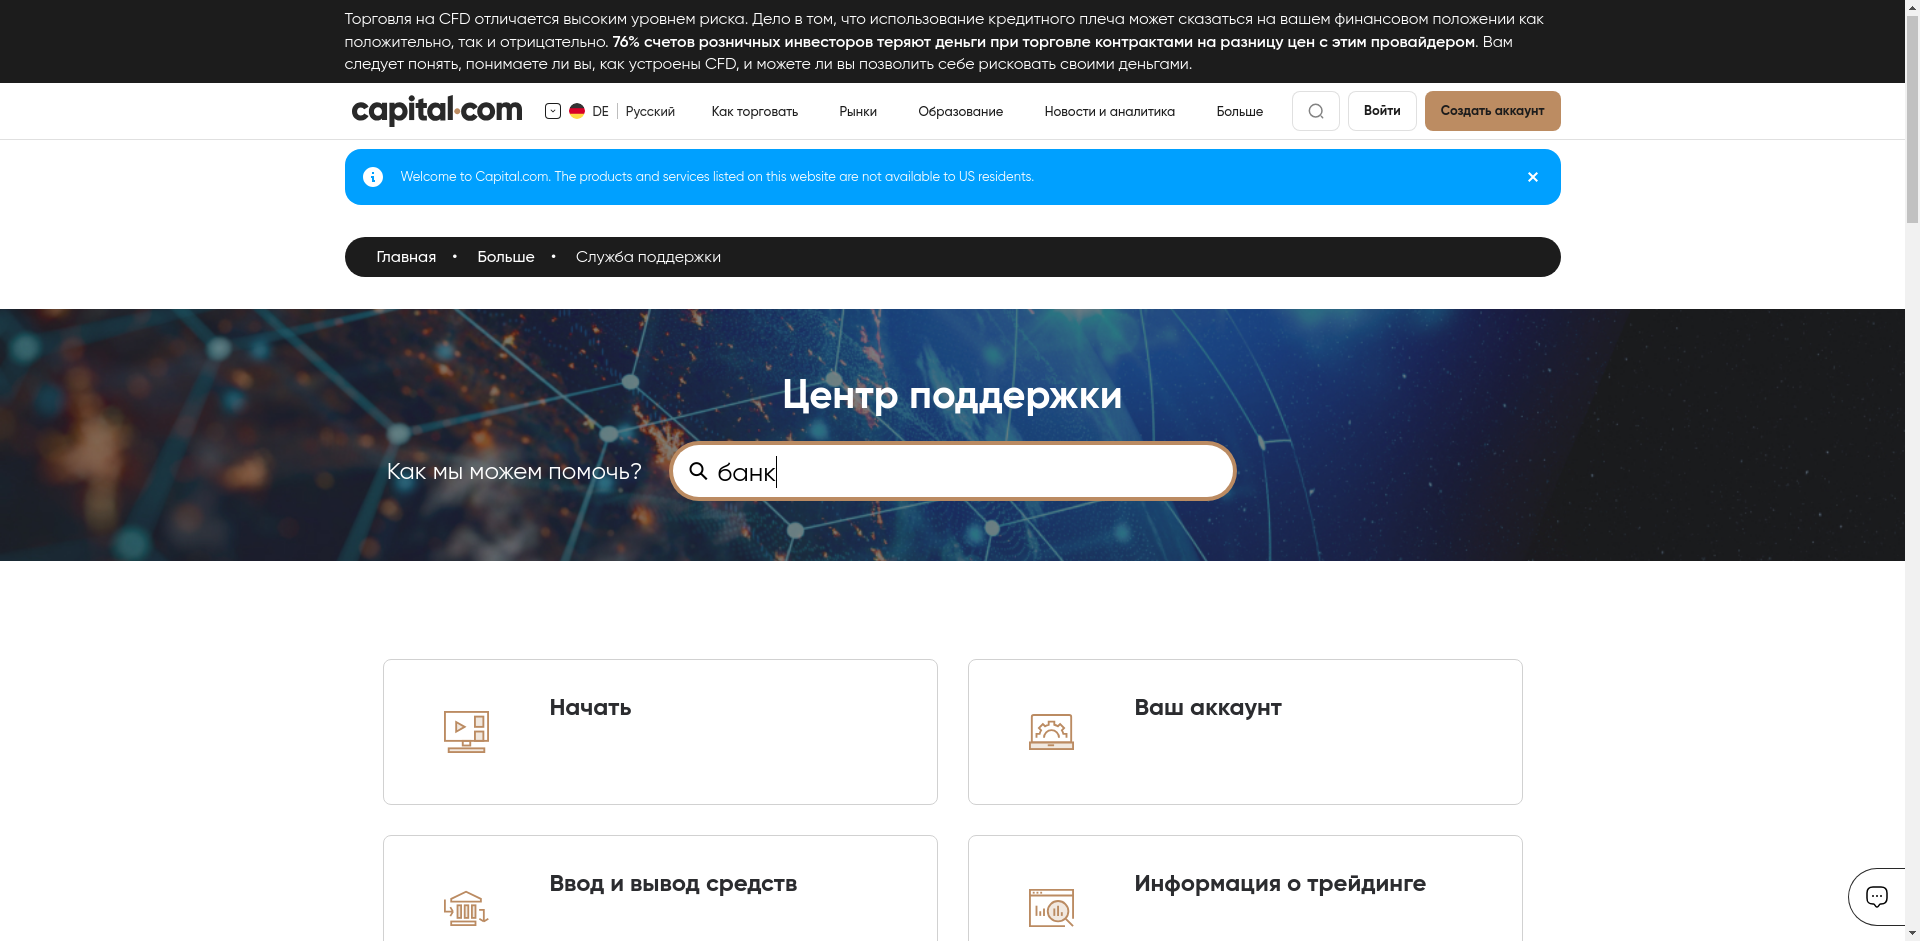 Торговля на CFD отличается высоким уровнем риска. Дело в том, что использование кредитного плеча может сказаться на вашем финансовом положении как
положительно, так и отрицательно. 76% счетов розничных инвесторов теряют деньги при торговле контрактами на разницу цен с этим провайдером. Вам
следует понять, понимаете ли вы, как устроены CFD, и можете ли вы позволить себе рисковать своими деньгами.
capital.com DE Русский Как торговать Рынки Образование Новости и аналитика Больше Войти Создать аккаунт
Welcome to Capital.com. The products and services listed on this website are not available to US residents.
Главная • Больше • Служба поддержки
Центр поддержки
Как мы можем помочь? банк
Начать Ваш аккаунт
Ввод и вывод средств Информация о трейдинге